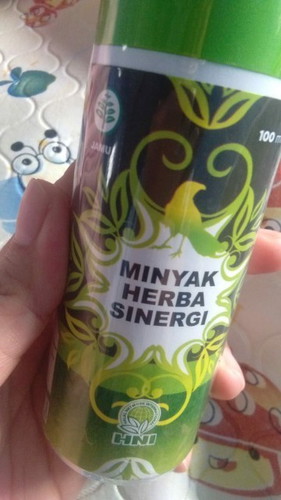 JAMU
100 m
MINYAK
HERBA
SINERGI
HNI